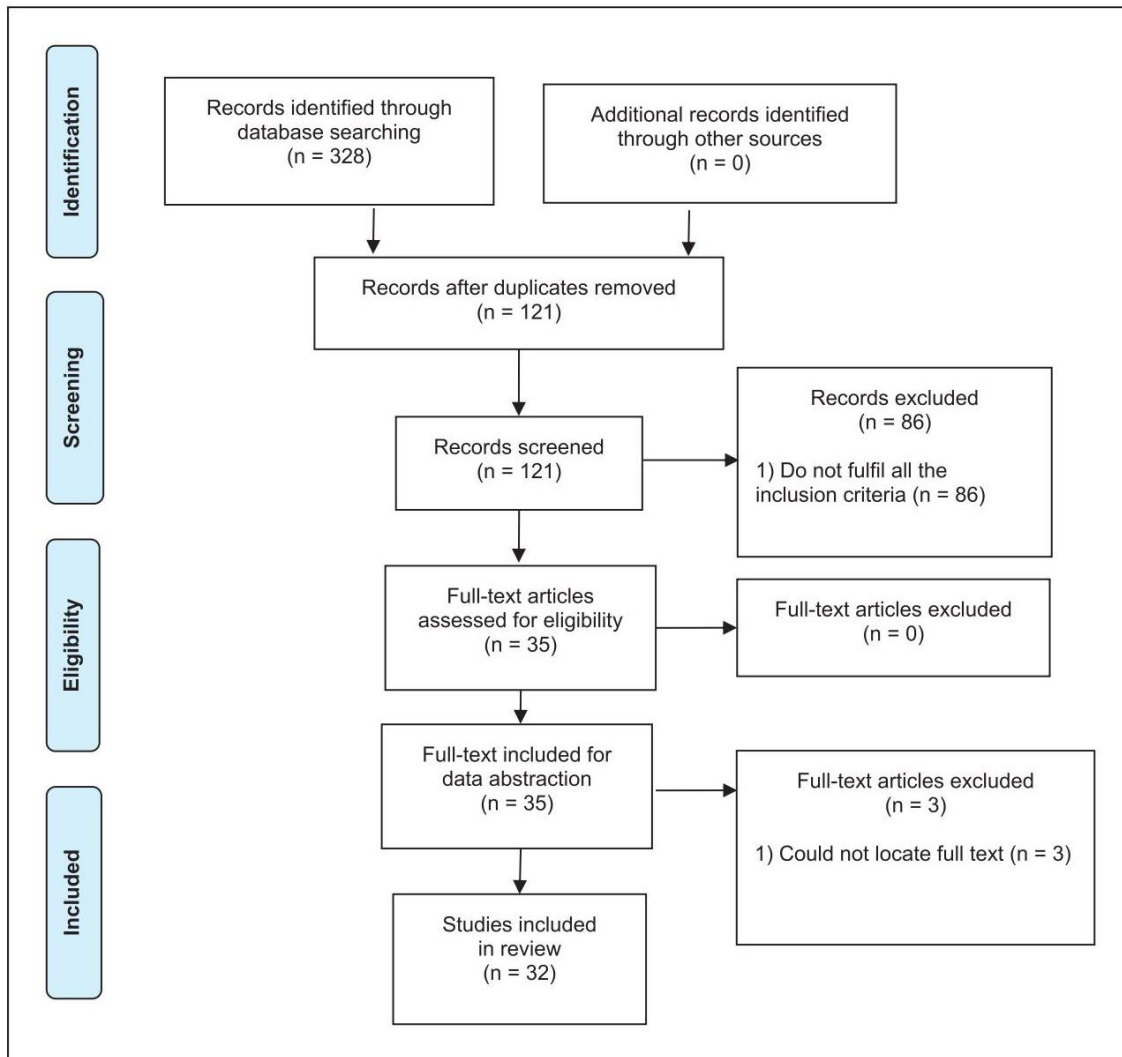 Identification
Records identified through
database searching
(n = 328)
Additional records identified
through other sources
(n = 0)
Records after duplicates removed
(n = 121)
Screening
Records screened
(n = 121)
Records excluded
(n = 86)
1) Do not fulfil all the
inclusion criteria (n = 86)
Eligibility
Full-text articles
assessed for eligibility
(n = 35)
Full-text articles excluded
(n = 0)
Full-text included for
data abstraction
(n = 35)
Full-text articles excluded
(n = 3)
1) Could not locate full text (n = 3)
Included
Studies included
in review
(n = 32)